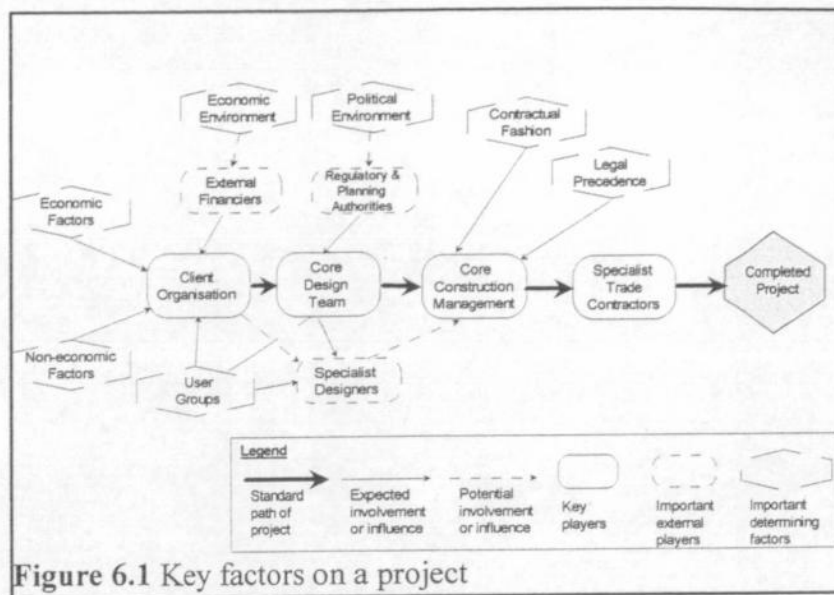 Economic
Environment
Political
Environment
Contractual
Fashion
Legal
Precedence
External
Financiers
Regulatory &
Planning
Authorities
Economic
Factors
Client
Organisation
Core
Design
Team
Core
Construction
Management
Specialist
Trade
Contractors
Completed
Project
Non-economic
Factors
User
Groups
Specialist
Designers
Legend
Standard
path of
project
Expected
involvement
or influence
Potential
involvement
or influence
Key
players
Important
external
players
Important
determining
factors
Figure 6.1 Key factors on a project